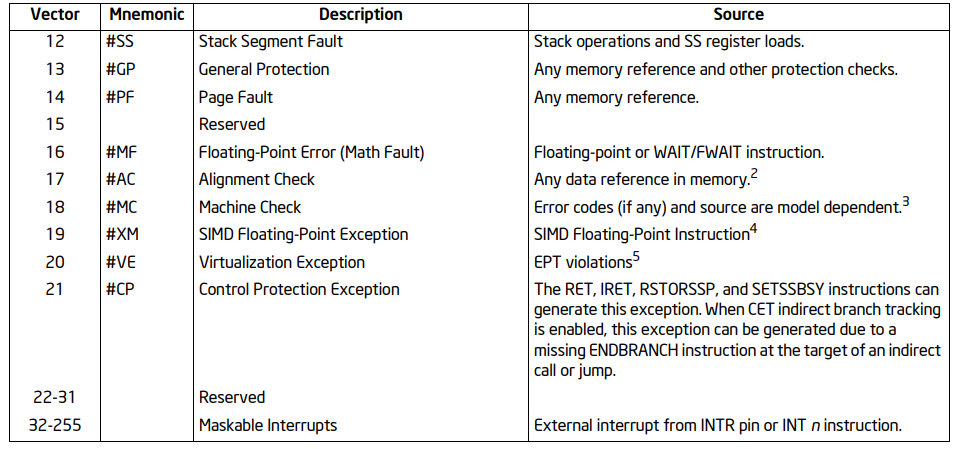 Vector Mnemonic Description Source
12 #SS Stack Segment Fault Stack operations and SS register loads.
13 #GP General Protection Any memory reference and other protection checks.
14 #PF Page Fault Any memory reference.
15 Reserved
16 #MF Floating-Point Error (Math Fault) Floating-point or WAIT/FWAIT instruction.
17 #AC Alignment Check Any data reference in memory.2
18 #MC Machine Check Error codes (if any) and source are model dependent.3
19 #XM SIMD Floating-Point Exception SIMD Floating-Point Instruction4
20 #VE Virtualization Exception EPT violations5
21 #CP Control Protection Exception The RET, IRET, RSTORSSP, and SETSSBSY instructions can
generate this exception. When CET indirect branch tracking
is enabled, this exception can be generated due to a
missing ENDBRANCH instruction at the target of an indirect
call or jump.
22-31 Reserved
32-255 Maskable Interrupts External interrupt from INTR pin or INT n instruction.